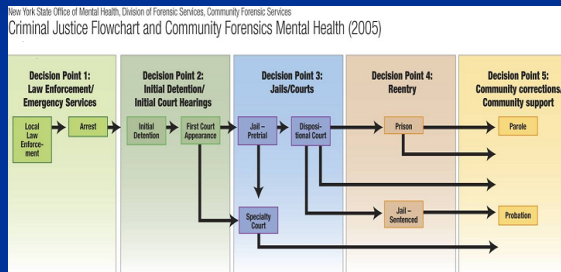 New York State Office of Mental Health, Division of Forensic Services, Community Forensic Services
Criminal Justice Flowchart and Community Forensics Mental Health (2005)
Decision Point 1:
Law Enforcement/
Emergency Services
Decision Point 2:
Initial Detention/
Initial Court Hearings
Decision Point 3:
Jails/Courts
Decision Point 4:
Reentry
Decision Point 5:
Community corrections/
Community support
Local
Law
Enforce-
ment
Arrest
Initial
Detention
First Court
Appearance
Jail –
Pretrial
Disposi-
tional Court
Prison
Parole
Specialty
Court
Jail –
Sentenced
Probation